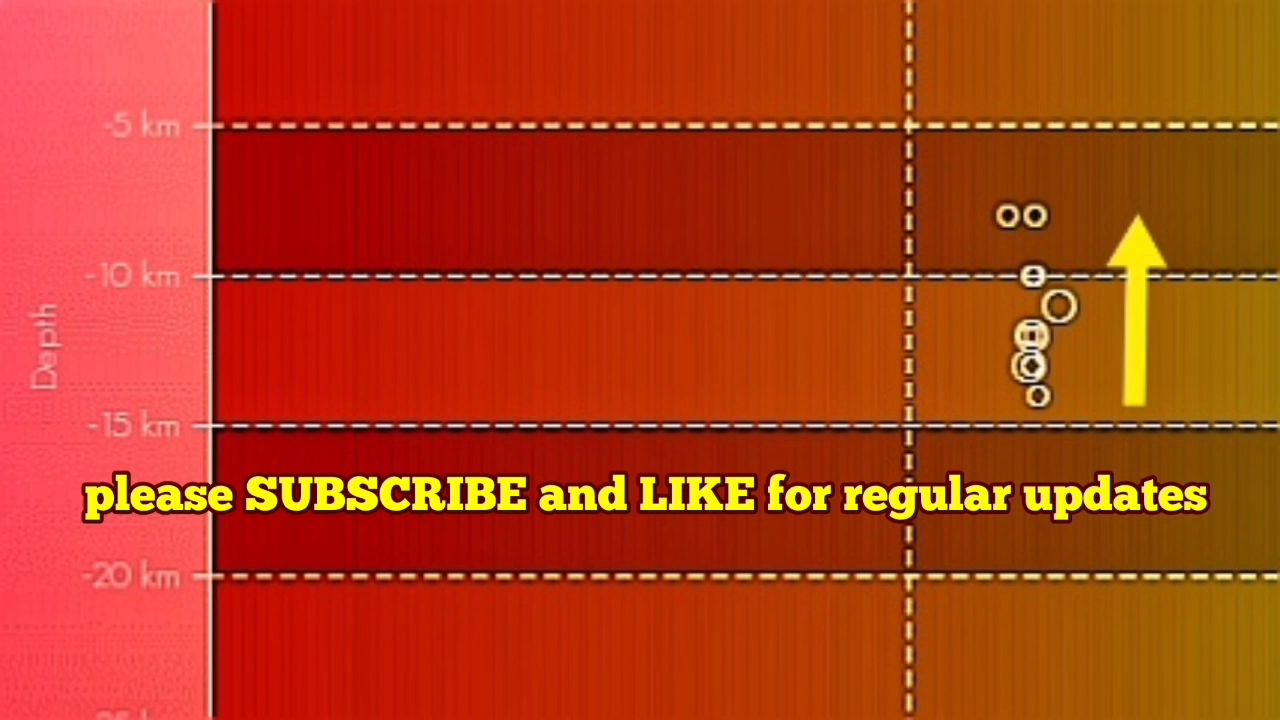 -5 km
-10 km
Depth
-15 km
please SUBSCRIBE and LIKE for regular updates
-20 km